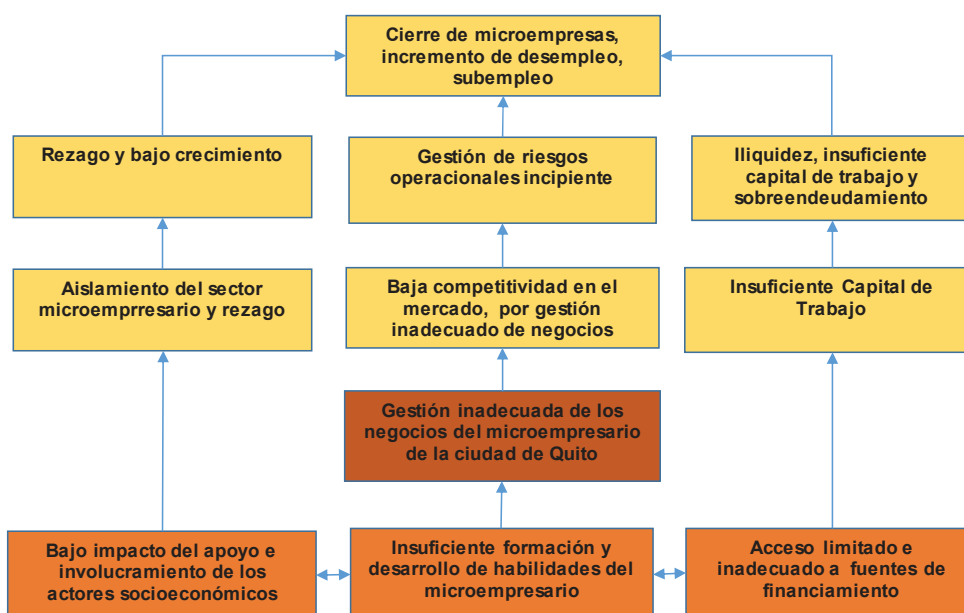 Cierre de microempresas,
incremento de desempleo,
subempleo
Rezago y bajo crecimiento
Gestión de riesgos
operacionales incipiente
Iliquidez, insuficiente
capital de trabajo y
sobreendeudamiento
Aislamiento del sector
microemprresario y rezago
Baja competitividad en el
mercado, por gestión
inadecuado de negocios
Insuficiente Capital de
Trabajo
Gestión inadecuada de los
negocios del microempresario
de la ciudad de Quito
Bajo impacto del apoyo e
involucramiento de los
actores socioeconómicos
Insuficiente formación y
desarrollo de habilidades del
microempresario
Acceso limitado e
inadecuado a fuentes de
financiamiento